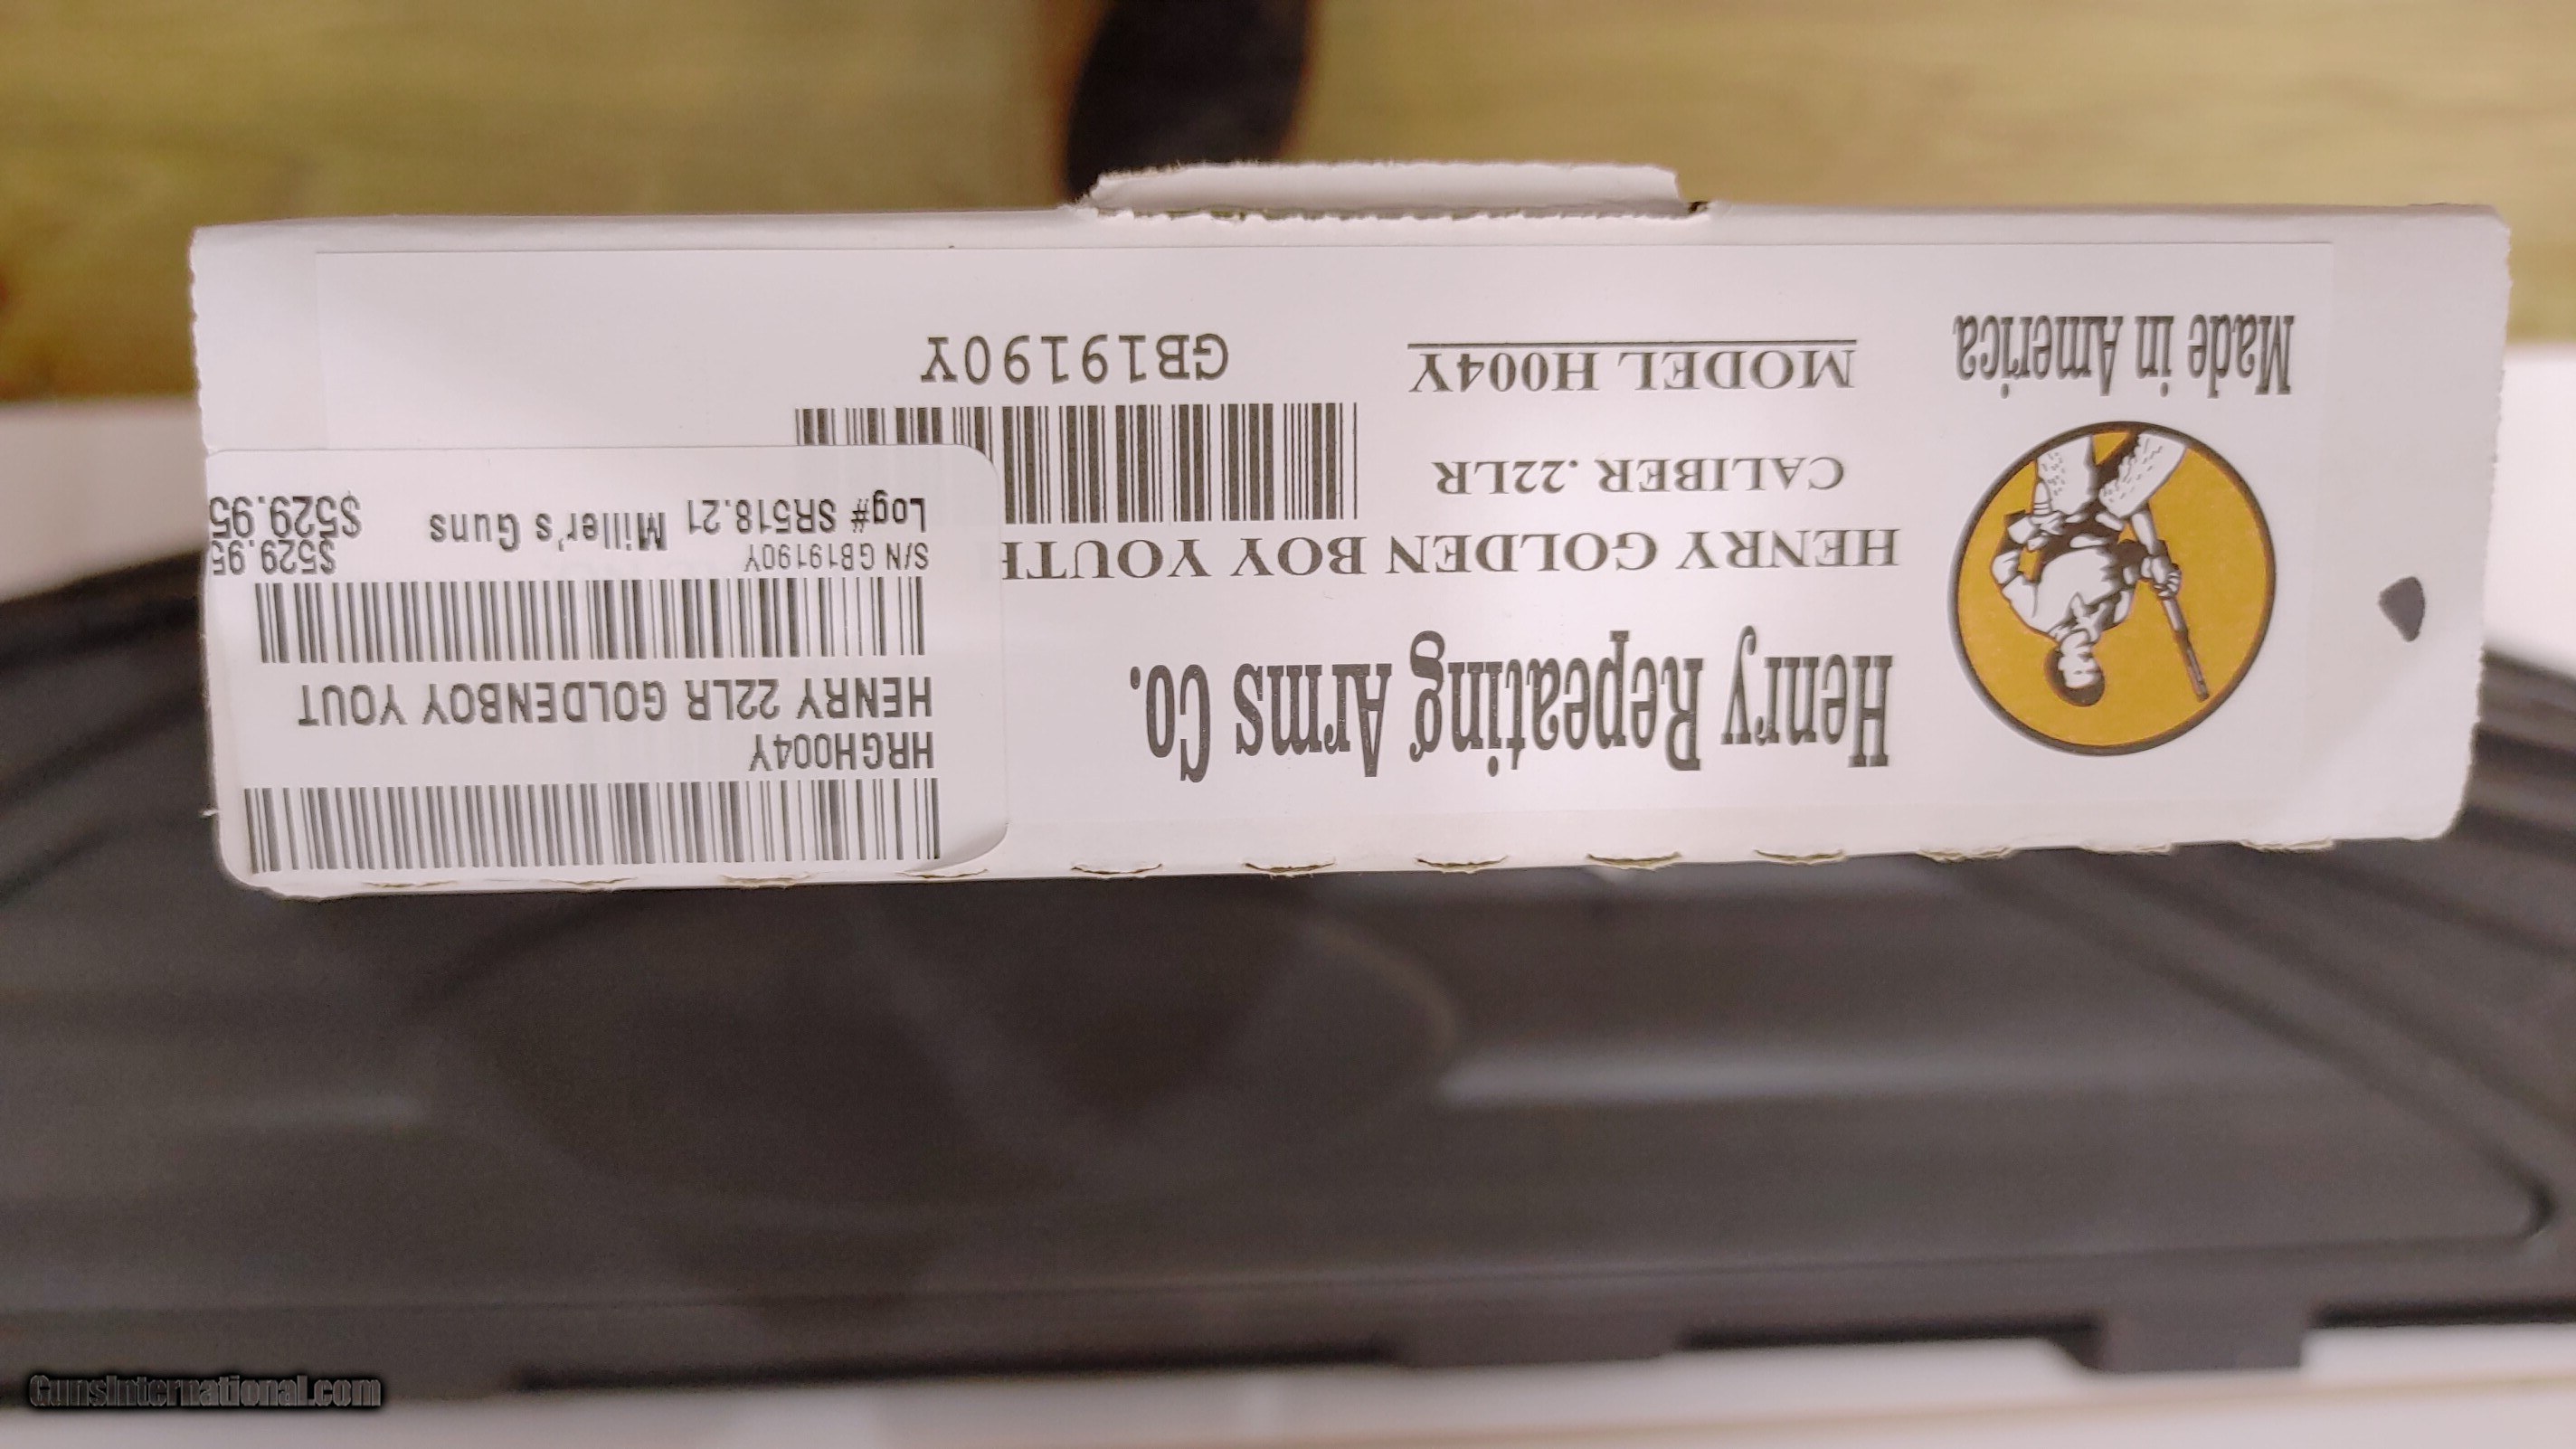 Henry Repeating Arms Co.
HENRY GOLDEN BOY YOUTH
CALIBER .22LR
MODEL H004Y
Made in America
GB19190Y
HRGH004Y
HENRY 22LR GOLDENBOY YOUT
S/N GB19190Y
$529.95
Log# SR518.21 Miller's Guns
$529.95
GunsInternational.com